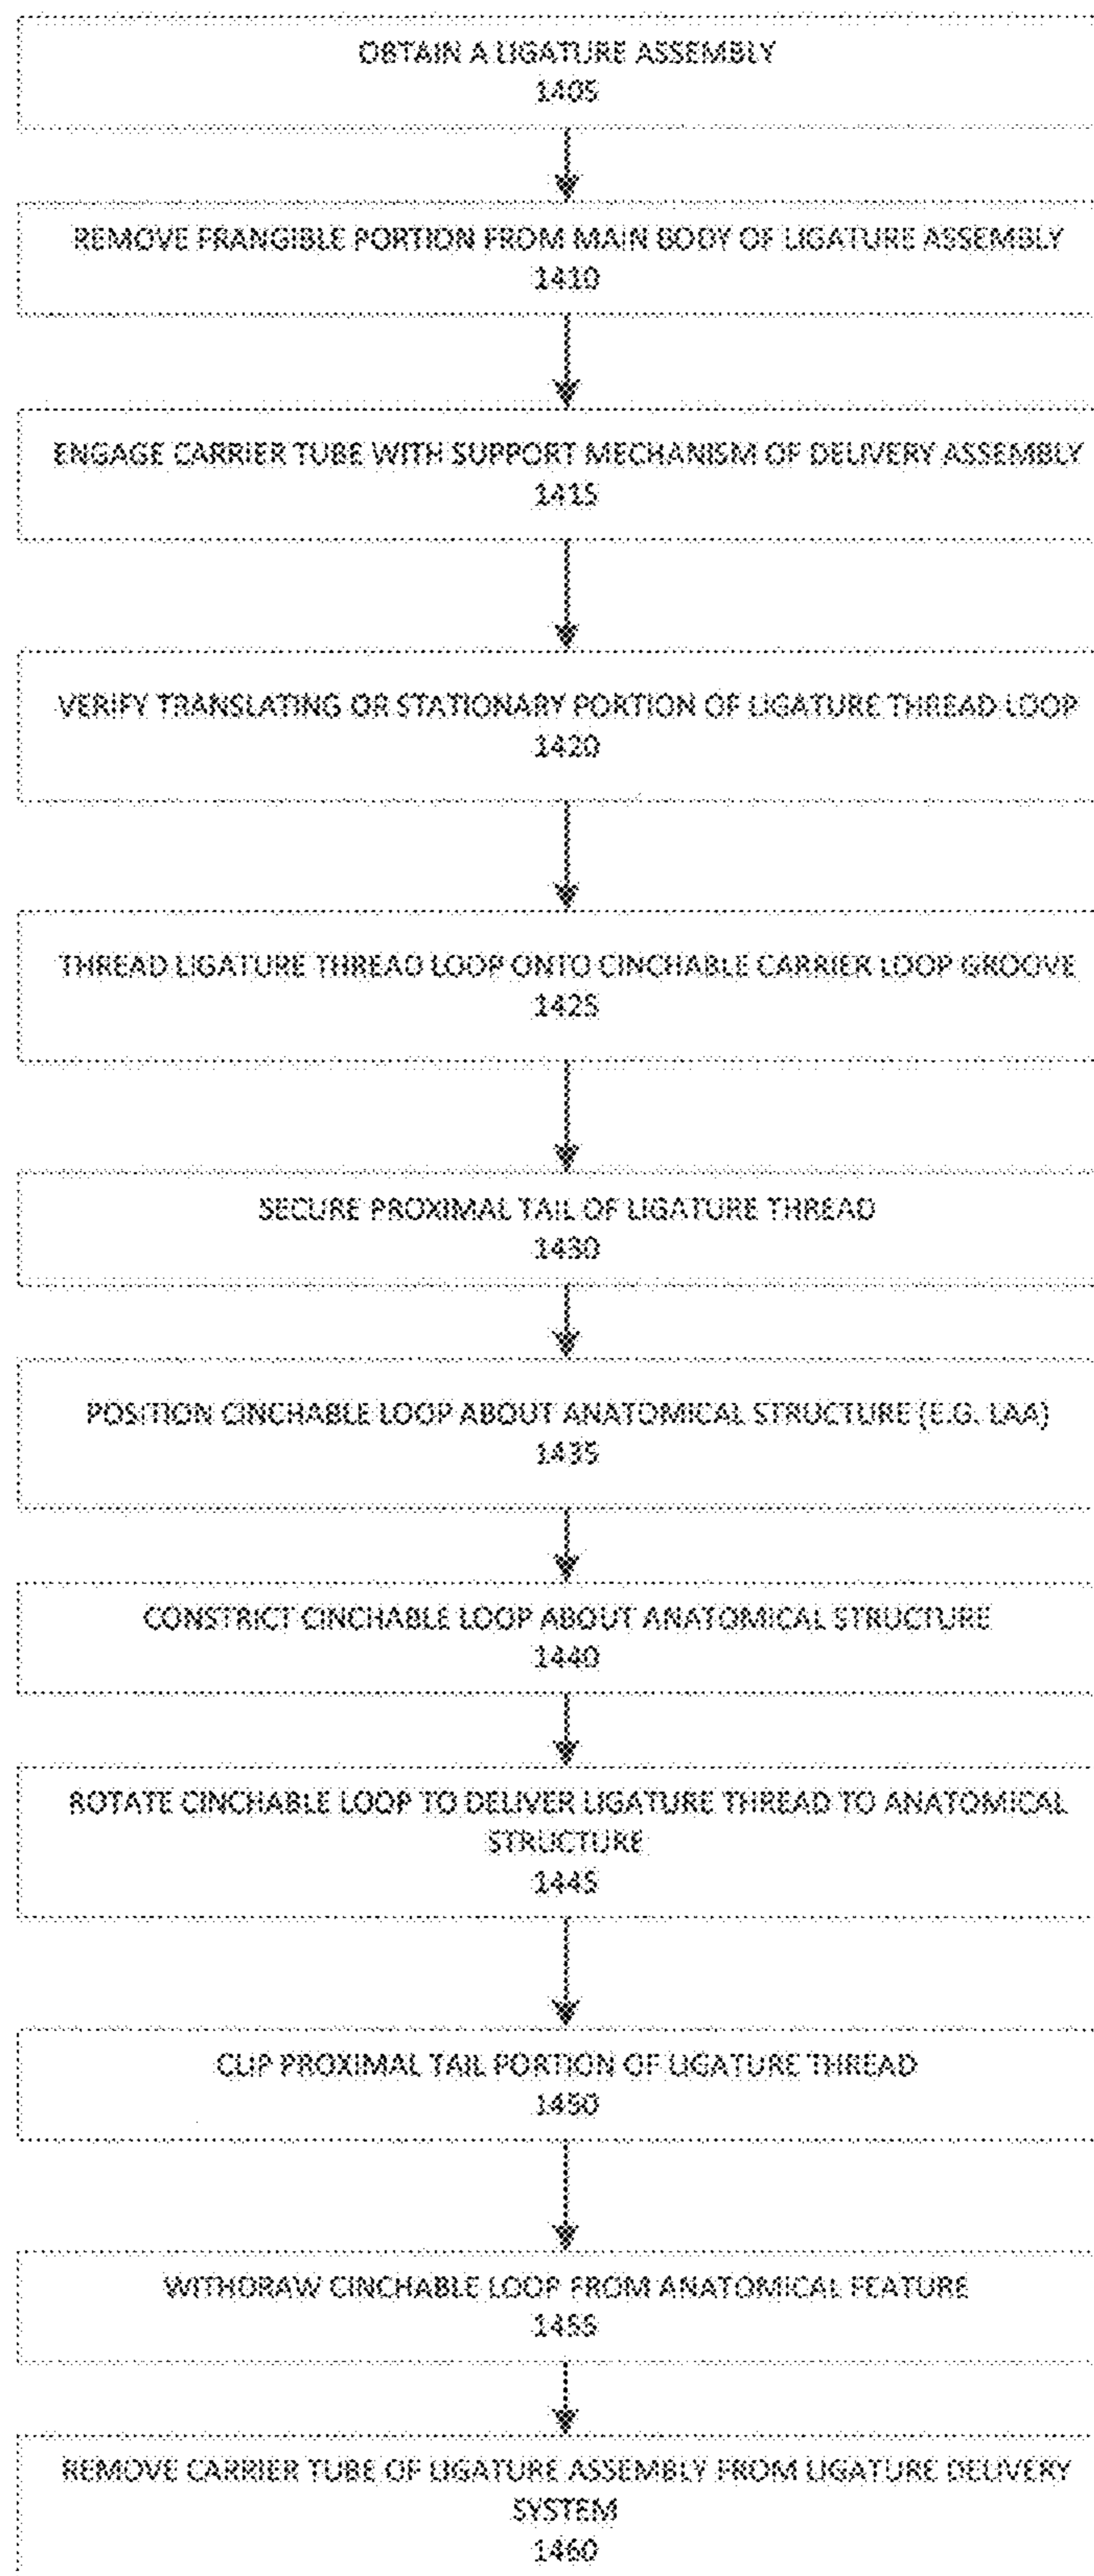 OBTAIN A LIGATURE ASSEMBLY
1405
REMOVE FRANGIBLE PORTION FROM MAIN BODY OF LIGATURE ASSEMBLY
1410
ENGAGE CARRIER TUBE WITH SUPPORT MECHANISM OF DELIVERY ASSEMBLY
1415
VERIFY TRANSLATING OR STATIONARY PORTION OF LIGATURE THREAD LOOP
1420
THREAD LIGATURE THREAD LOOP ONTO CINCHABLE CARRIER LOOP GROOVE
1425
SECURE PROXIMAL TAIL OF LIGATURE THREAD
1430
POSITION CINCHABLE LOOP ABOUT ANATOMICAL STRUCTURE (E.G. LAA)
1435
CONSTRICT CINCHABLE LOOP ABOUT ANATOMICAL STRUCTURE
1440
ROTATE CINCHABLE LOOP TO DELIVER LIGATURE THREAD TO ANATOMICAL
STRUCTURE
1445
CLIP PROXIMAL TAIL PORTION OF LIGATURE THREAD
1450
WITHDRAW CINCHABLE LOOP FROM ANATOMICAL FEATURE
1455
REMOVE CARRIER TUBE OF LIGATURE ASSEMBLY FROM LIGATURE DELIVERY
SYSTEM
1460